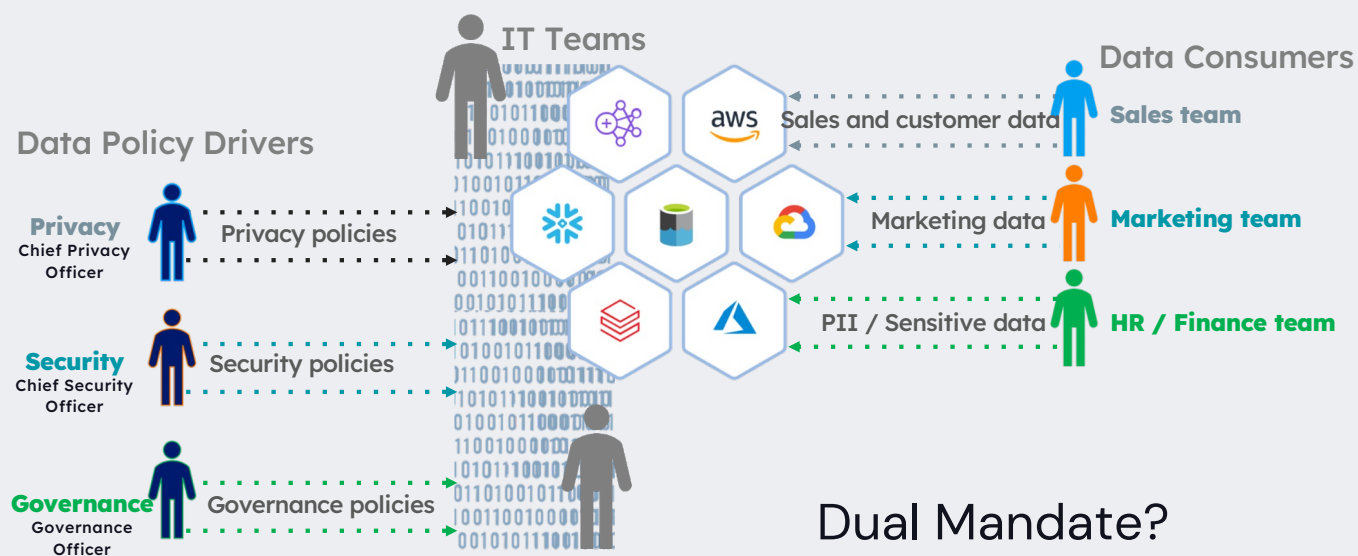 IT Teams
Data Consumers
Data Policy Drivers
aws
Sales and customer data
Sales team
Privacy
Chief Privacy
Officer
Privacy policies
Marketing data
Marketing team
Security
Chief Security
Officer
Security policies
PII / Sensitive data
HR / Finance team
Governance
Governance
Officer
Governance policies
Dual Mandate?